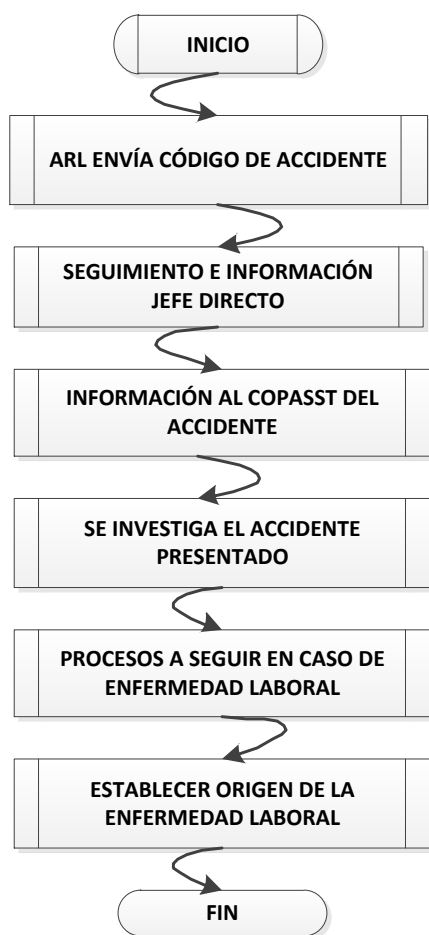 INICIO
ARL ENVÍA CÓDIGO DE ACCIDENTE
SEGUIMIENTO E INFORMACIÓN
JEFE DIRECTO
INFORMACIÓN AL COPASST DEL
ACCIDENTE
SE INVESTIGA EL ACCIDENTE
PRESENTADO
PROCESOS A SEGUIR EN CASO DE
ENFERMEDAD LABORAL
ESTABLECER ORIGEN DE LA
ENFERMEDAD LABORAL
FIN